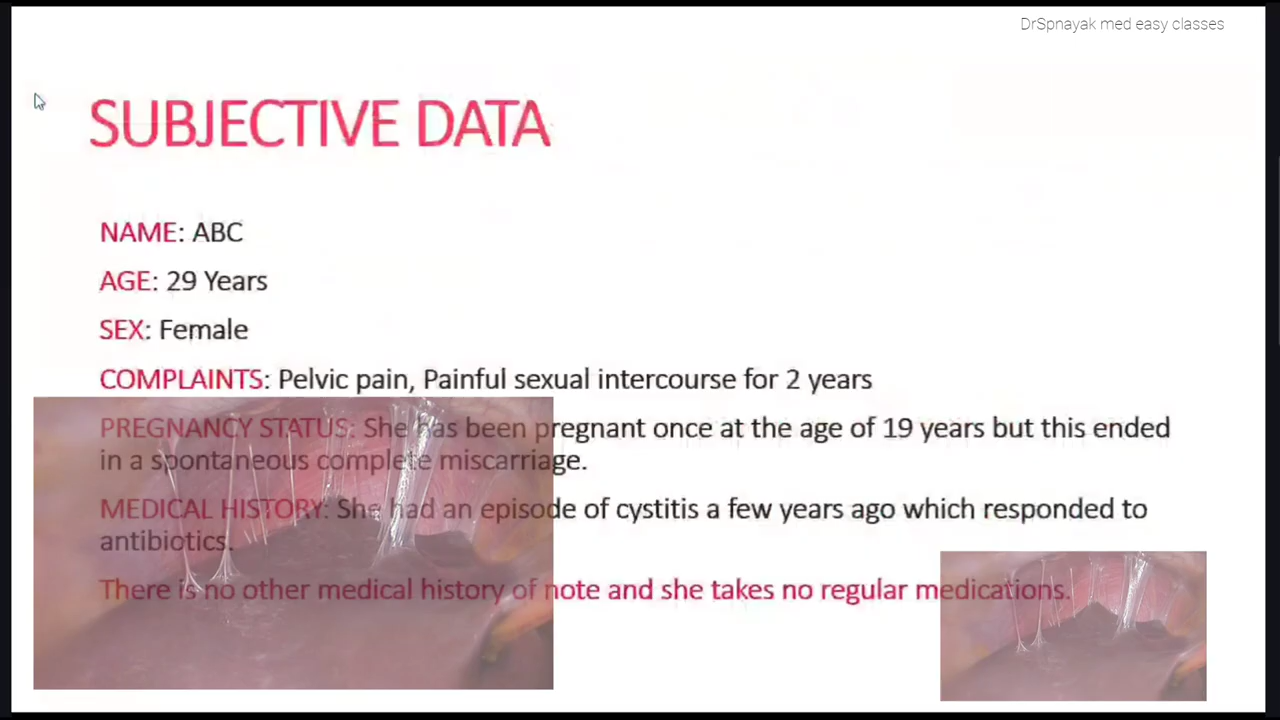 DrSpnayak med easy classes
SUBJECTIVE DATA
NAME: ABC
AGE: 29 Years
SEX: Female
COMPLAINTS: Pelvic pain, Painful sexual intercourse for 2 years
PREGNANCY STATUS: She has been pregnant once at the age of 19 years but this ended
in a spontaneous complete miscarriage.
MEDICAL HISTORY: She had an episode of cystitis a few years ago which responded to
antibiotics.
There is no other medical history of note and she takes no regular medications.